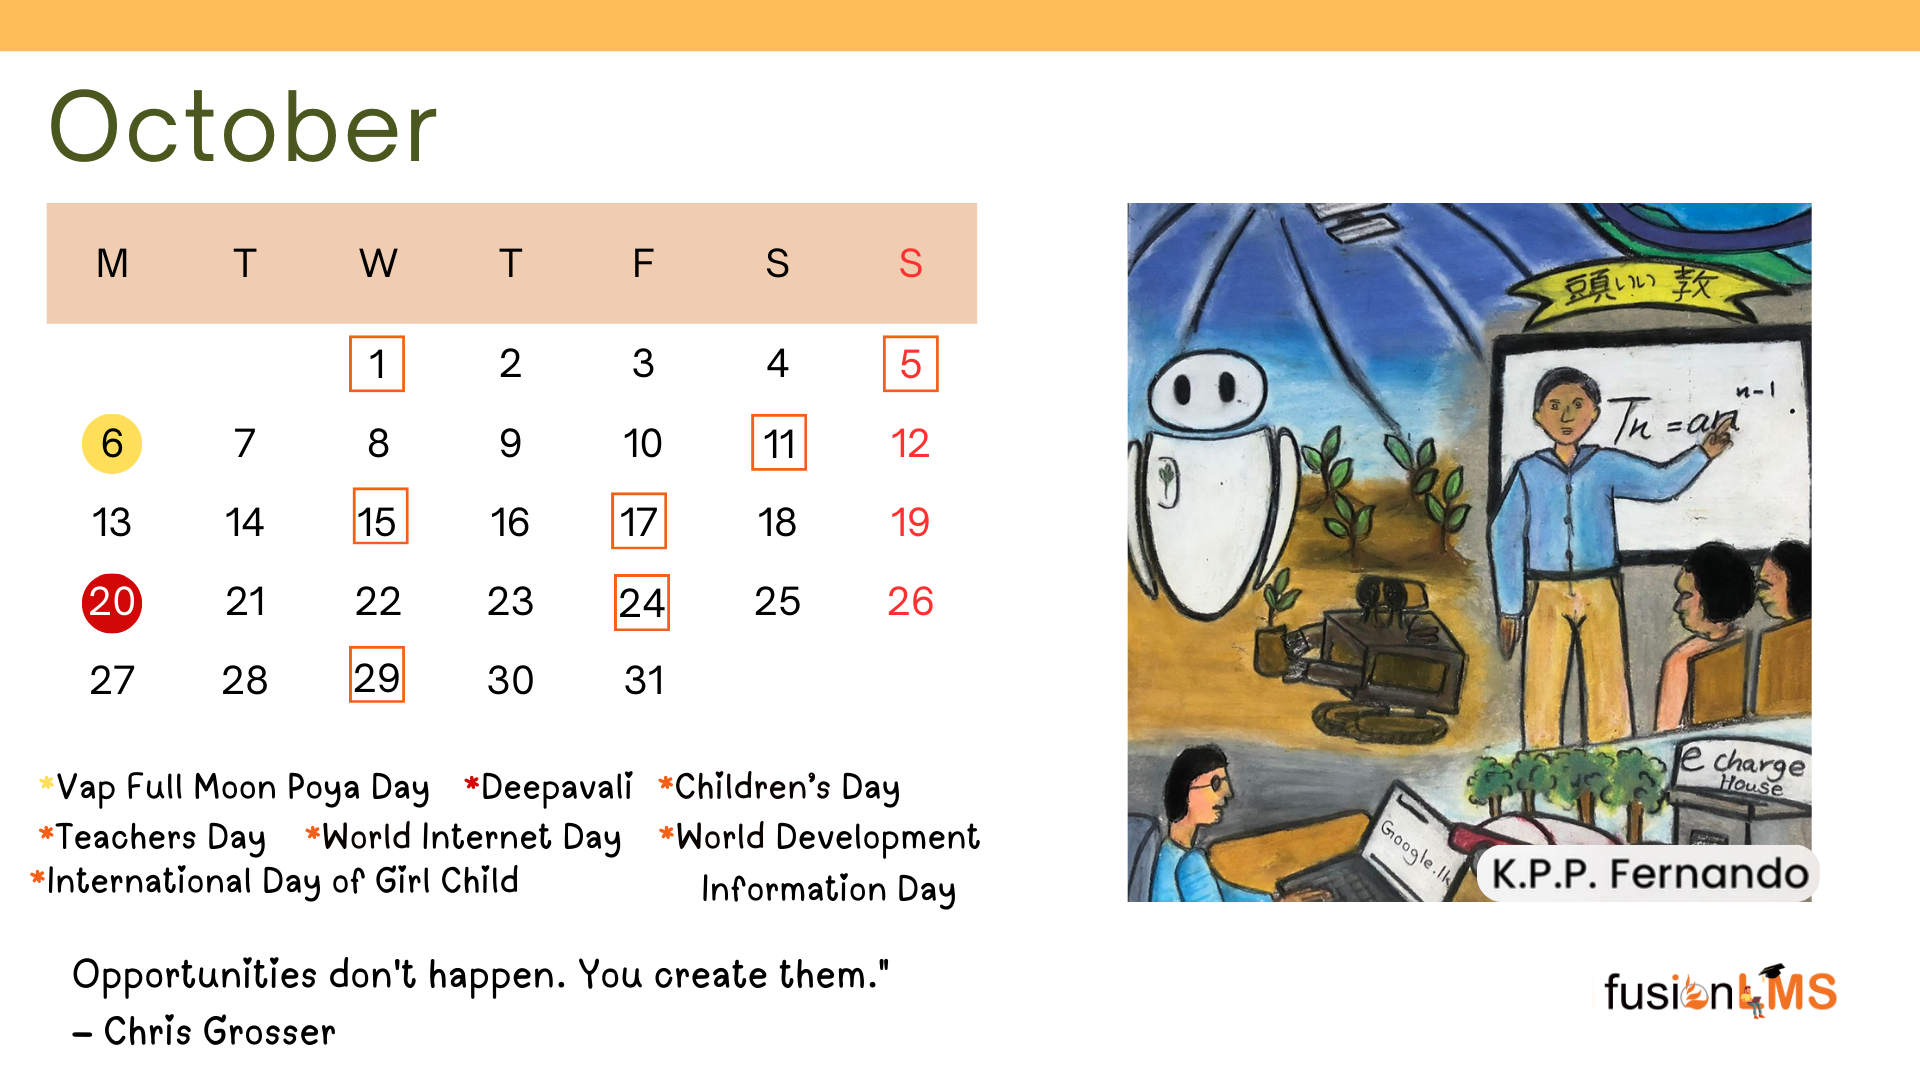 October
M T W T F S S
1 2 3 4 5
6 7 8 9 10 11 12
13 14 15 16 17 18 19
20 21 22 23 24 25 26
27 28 29 30 31
*Vap Full Moon Poya Day *Deepavali *Children's Day
*Teachers Day *World Internet Day *World Development
*International Day of Girl Child Information Day
Opportunities don't happen. You create them."
– Chris Grosser
頭いい 教
n-1
Tn = ar
e charge
House
Google.lk
K.P.P. Fernando
fusionLMS